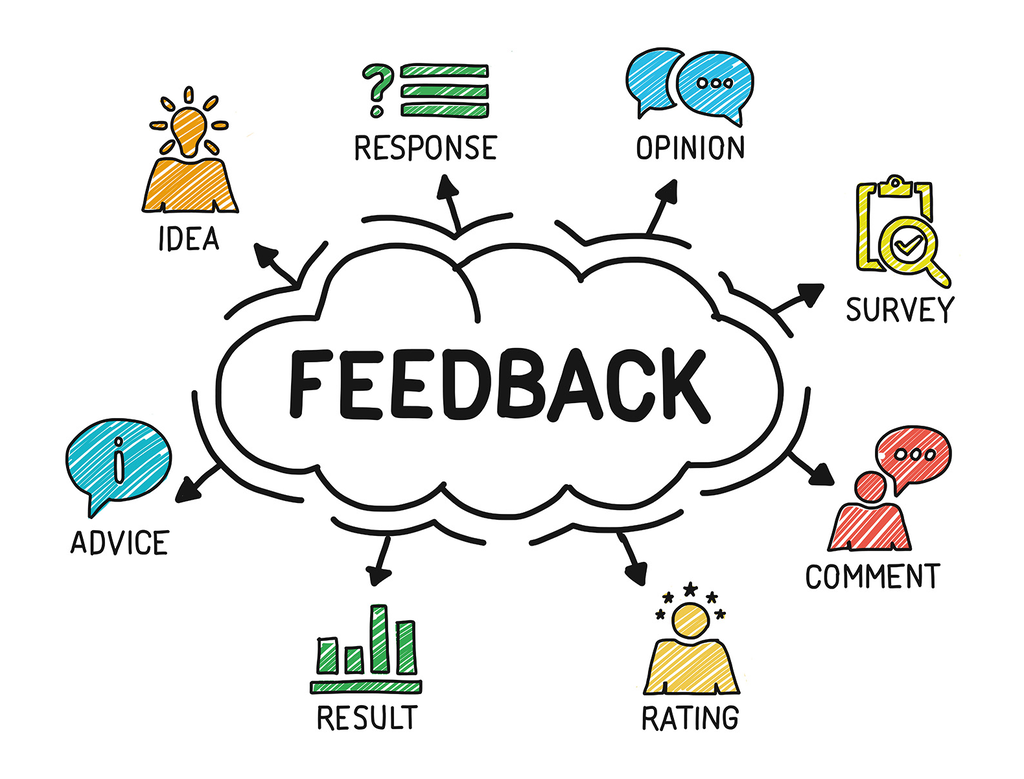 RESPONSE
OPINION
IDEA
SURVEY
FEEDBACK
ADVICE
COMMENT
RESULT
RATING